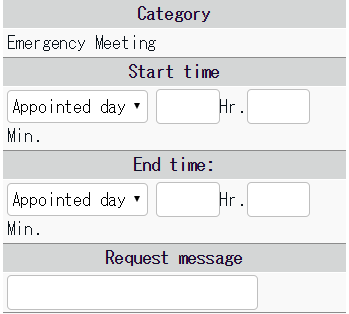 Category
Emergency Meeting
Start time
Appointed day Hr.
Min.
End time:
Appointed day Hr.
Min.
Request message